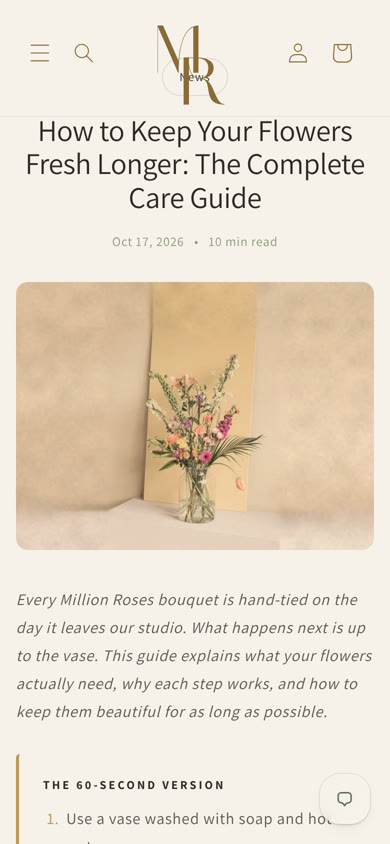 MR
News
How to Keep Your Flowers
Fresh Longer: The Complete
Care Guide
Oct 17, 2026 • 10 min read
Every Million Roses bouquet is hand-tied on the
day it leaves our studio. What happens next is up
to the vase. This guide explains what your flowers
actually need, why each step works, and how to
keep them beautiful for as long as possible.
THE 60-SECOND VERSION
1. Use a vase washed with soap and hot